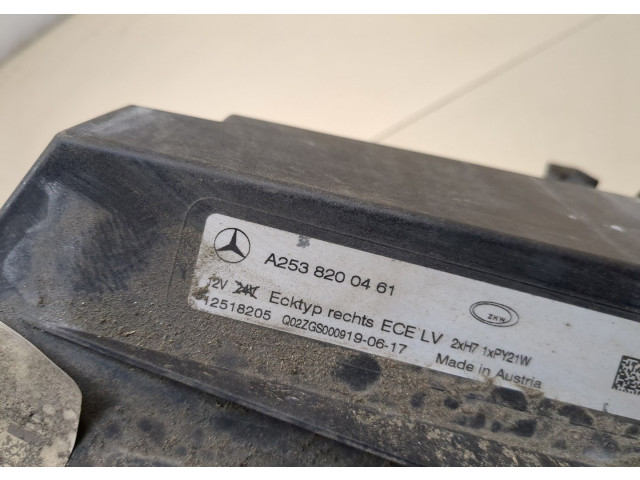 A253 820 04 61
12V 24V Ecktyp rechts ECE LV 2xH7 1xPY21W
12518205 Q02ZGS000919-06-17 Made in Austria
ZKW